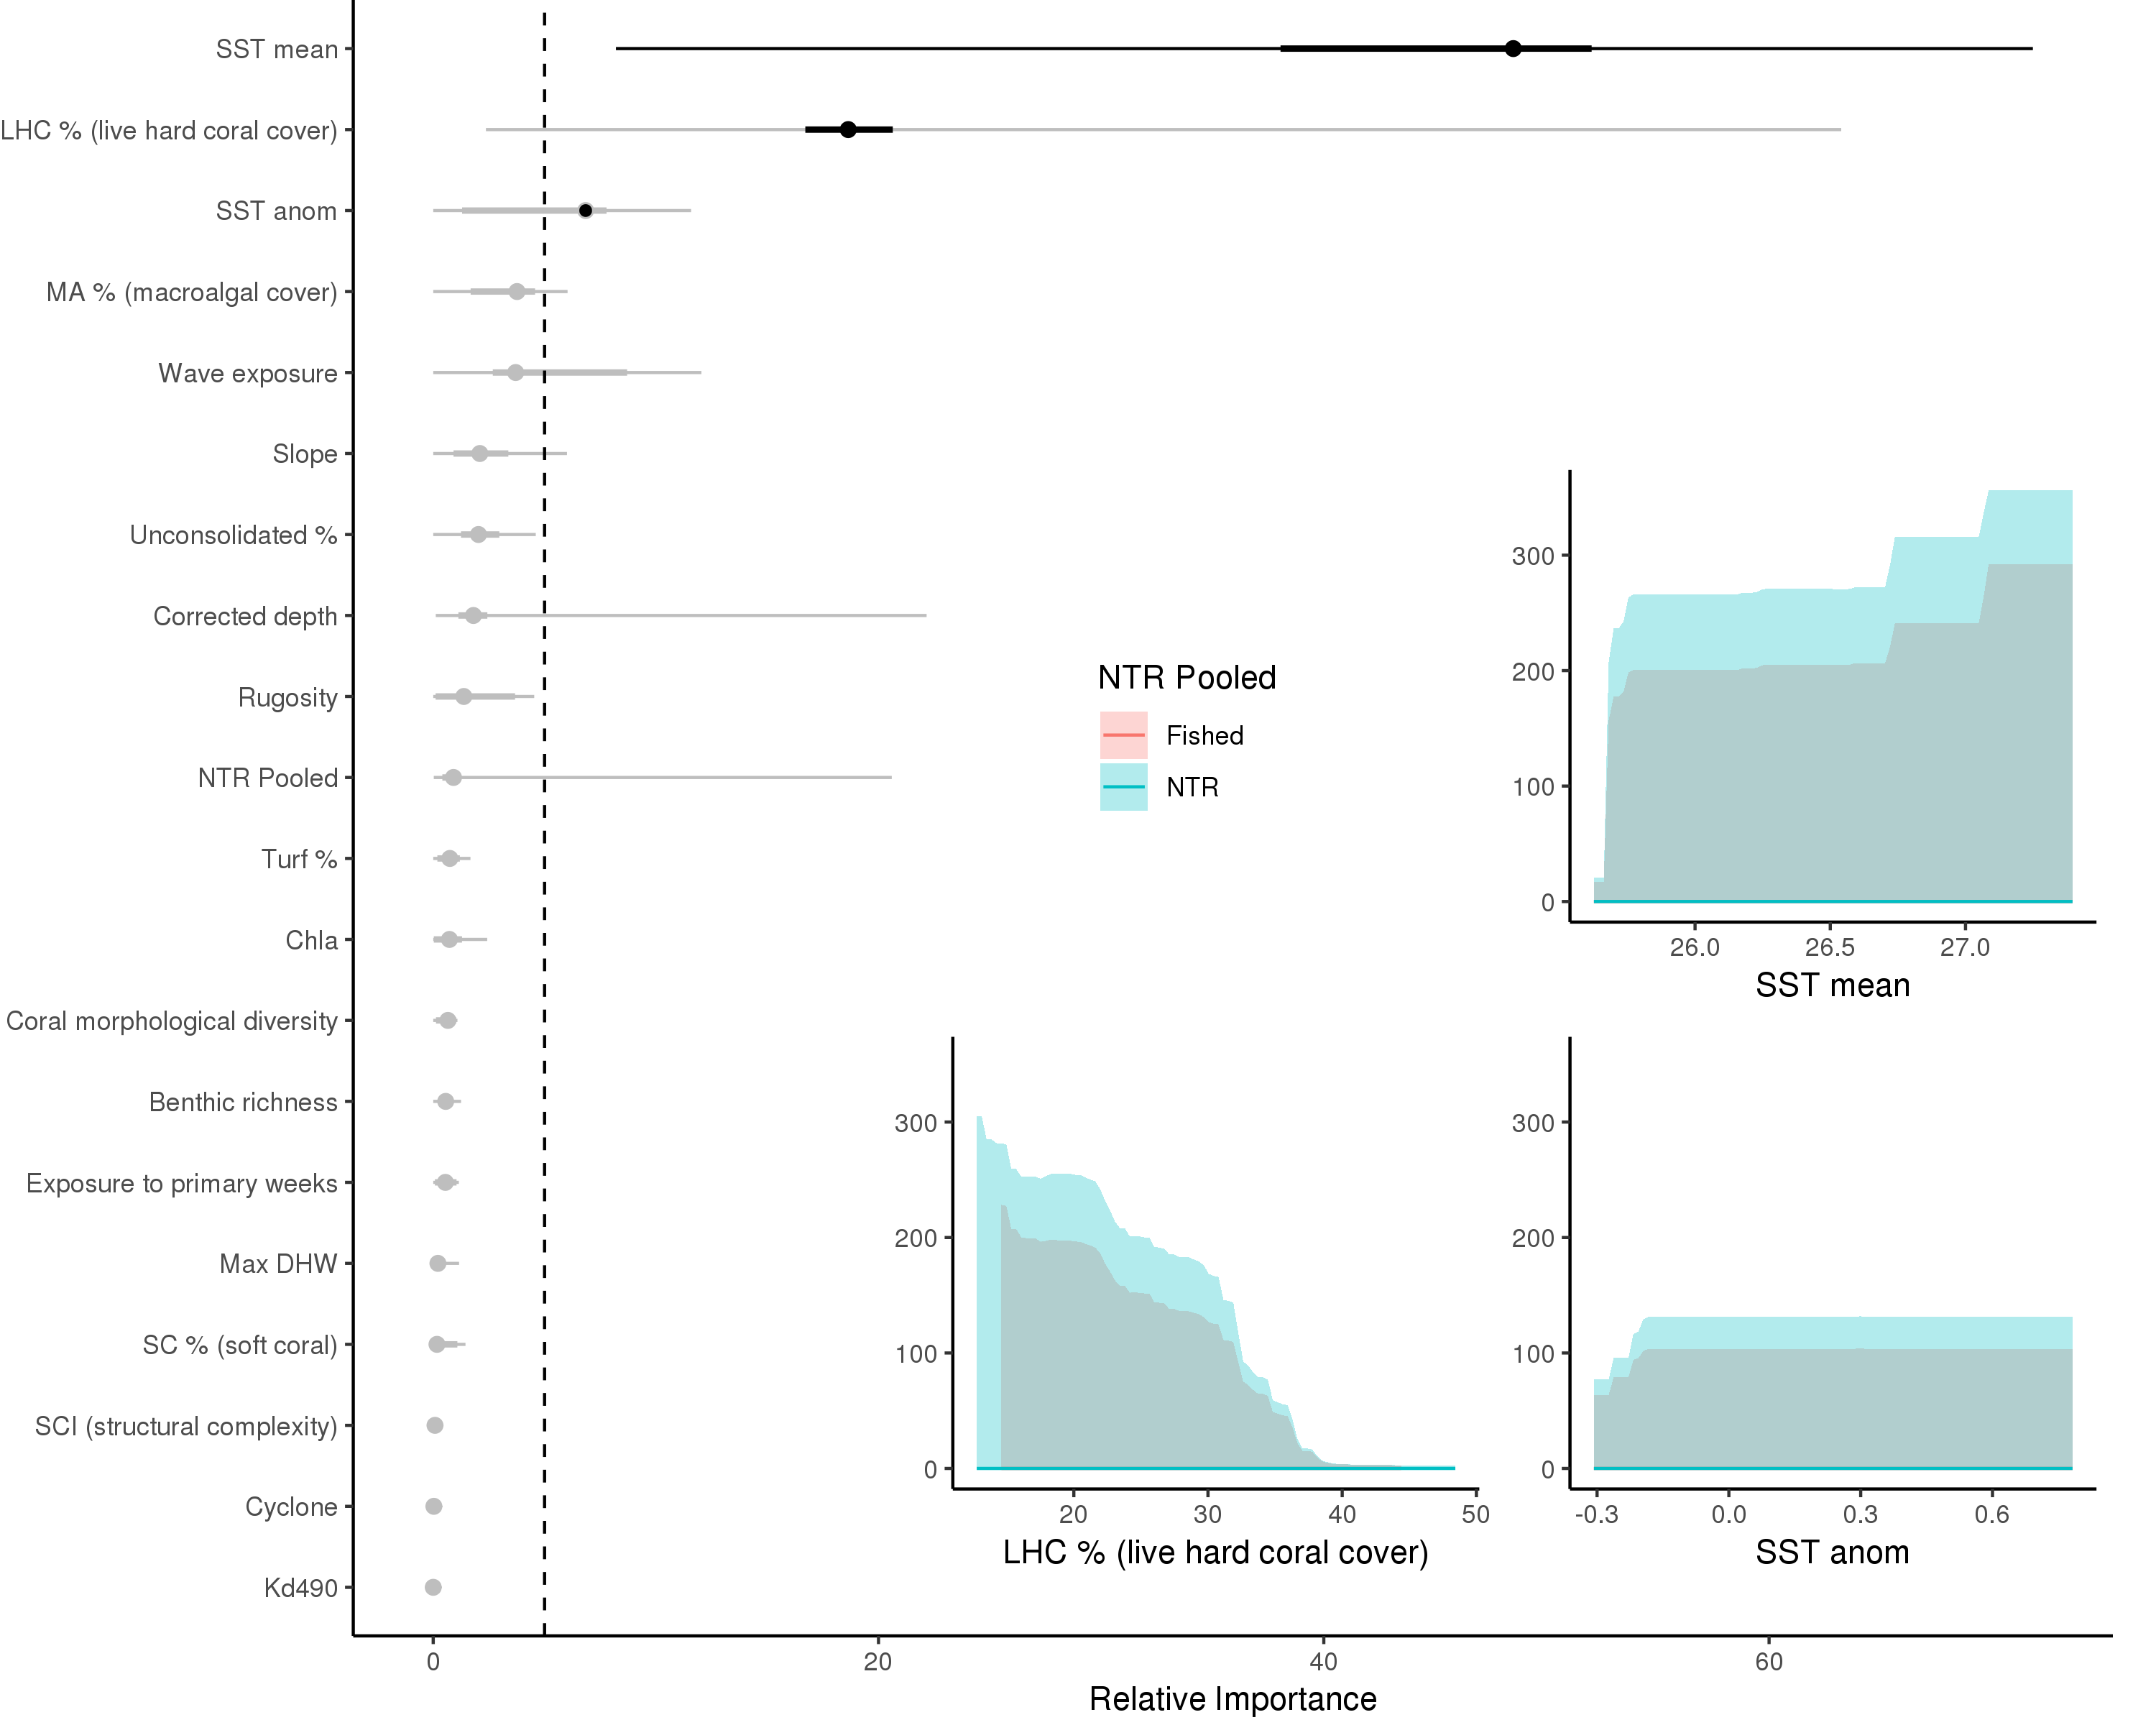 SST mean
LHC % (live hard coral cover)
SST anom
MA % (macroalgal cover)
Wave exposure
Slope
Unconsolidated %
Corrected depth
Rugosity
NTR Pooled
Turf %
Chla
Coral morphological diversity
Benthic richness
Exposure to primary weeks
Max DHW
SC % (soft coral)
SCI (structural complexity)
Cyclone
Kd490
0 20 40 60
Relative Importance
NTR Pooled
Fished
NTR
300
200
100
0
26.0 26.5 27.0
SST mean
300
200
100
0
20 30 40 50
LHC % (live hard coral cover)
300
200
100
0
-0.3 0.0 0.3 0.6
SST anom